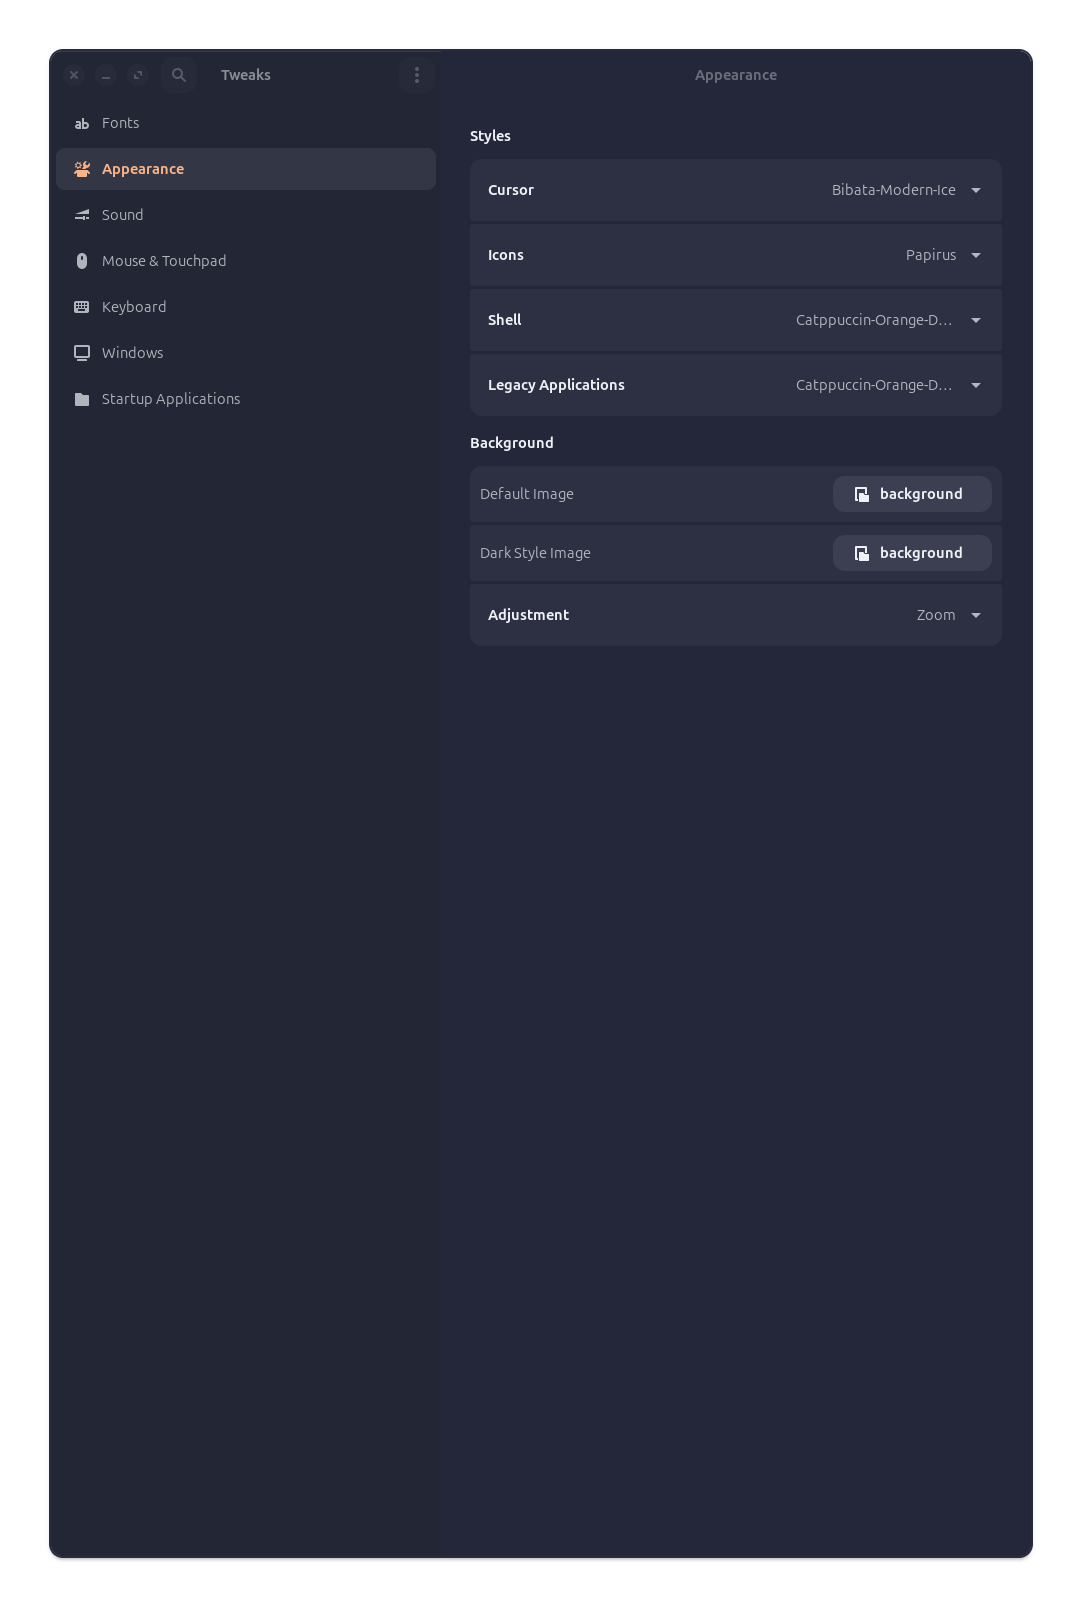 Tweaks
Fonts
Appearance
Sound
Mouse & Touchpad
Keyboard
Windows
Startup Applications
Appearance
Styles
Cursor Bibata-Modern-Ice
Icons Papirus
Shell Catppuccin-Orange-D…
Legacy Applications Catppuccin-Orange-D…
Background
Default Image background
Dark Style Image background
Adjustment Zoom